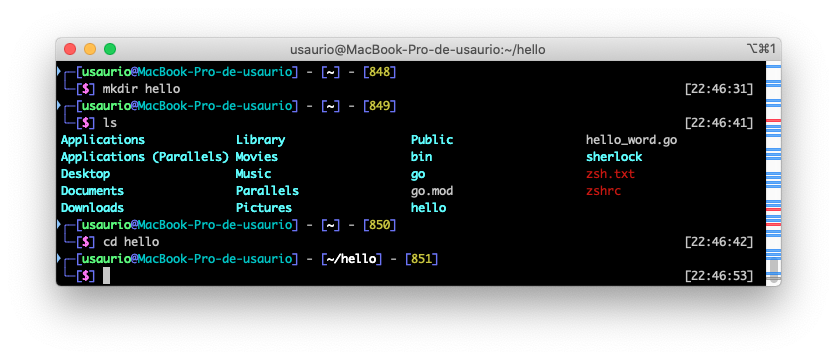 usaurio@MacBook-Pro-de-usaurio:~/hello ⌥⌘1
[usaurio@MacBook-Pro-de-usaurio] - [~] - [848]
[$] mkdir hello [22:46:31]
[usaurio@MacBook-Pro-de-usaurio] - [~] - [849]
[$] ls [22:46:41]
Applications Library Public hello_word.go
Applications (Parallels) Movies bin sherlock
Desktop Music go zsh.txt
Documents Parallels go.mod zshrc
Downloads Pictures hello
[usaurio@MacBook-Pro-de-usaurio] - [~] - [850]
[$] cd hello [22:46:42]
[usaurio@MacBook-Pro-de-usaurio] - [~/hello] - [851]
[$] [22:46:53]